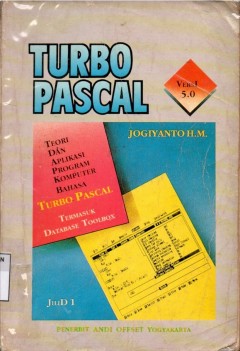 TURBO
PASCAL
VERSI
5.0
JOGIYANTO H.M.
TEORI
DAN
APLIKASI
PROGRAM
KOMPUTER
BAHASA
TURBO PASCAL
TERMASUK
DATABASE TOOLBOX
JILID 1
PENERBIT ANDI OFFSET YOGYAKARTA